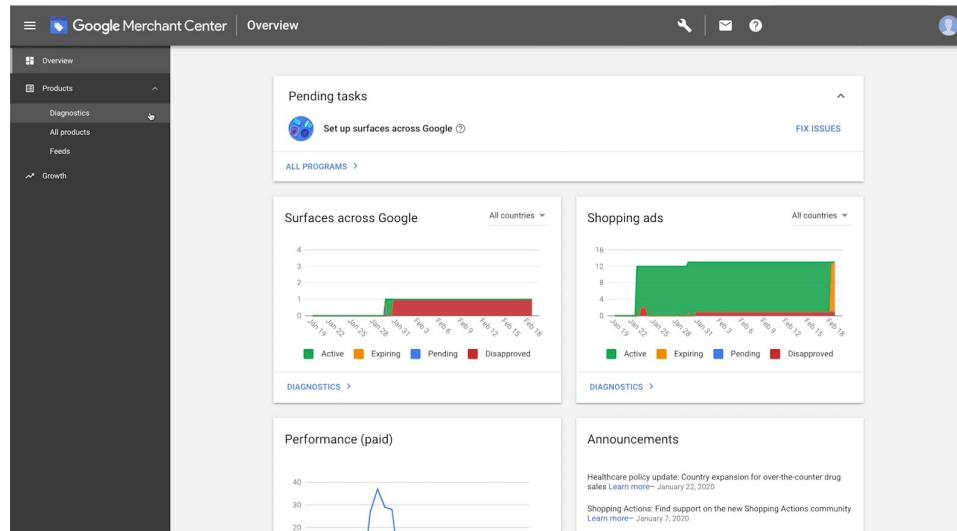 Google Merchant Center
Overview
Overview
Products
Diagnostics
All products
Feeds
Growth
Pending tasks
Set up surfaces across Google
FIX ISSUES
ALL PROGRAMS
Surfaces across Google
All countries
4
3
2
1
0
Jan 19
Jan 22
Jan 25
Jan 28
Jan 31
Feb 3
Feb 6
Feb 9
Feb 12
Feb 15
Feb 18
Active
Expiring
Pending
Disapproved
DIAGNOSTICS
Shopping ads
All countries
16
12
8
4
0
Jan 19
Jan 22
Jan 25
Jan 28
Jan 31
Feb 3
Feb 6
Feb 9
Feb 12
Feb 15
Feb 18
Active
Expiring
Pending
Disapproved
DIAGNOSTICS
Performance (paid)
40
30
20
Announcements
Healthcare policy update: Country expansion for over-the-counter drug
sales Learn more– January 22, 2020
Shopping Actions: Find support on the new Shopping Actions community
Learn more– January 7, 2020